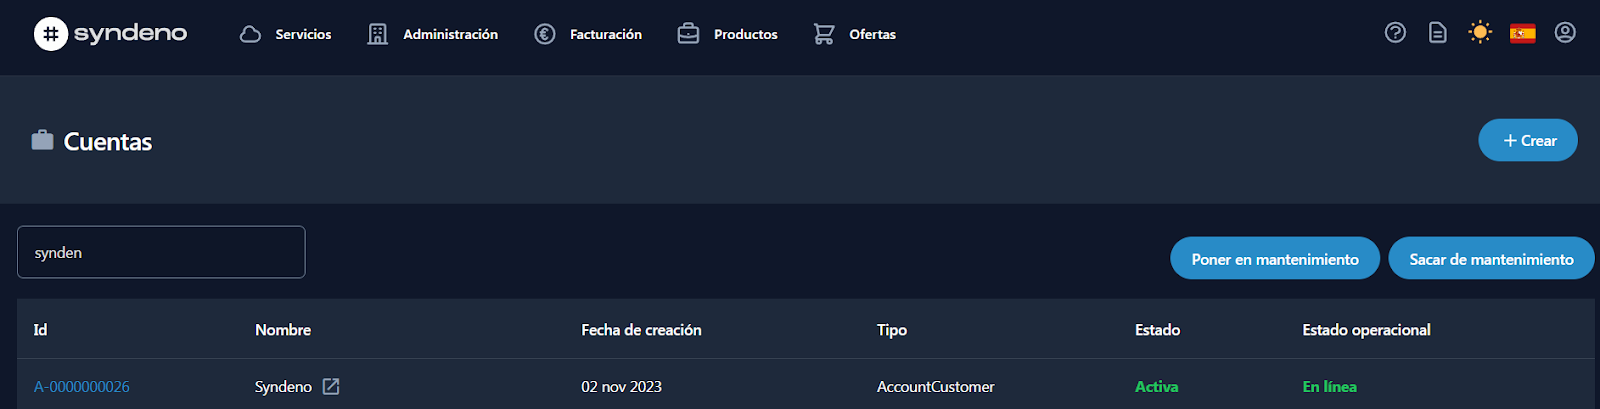 # syndeno Servicios Administración € Facturación Productos Ofertas ?
Cuentas + Crear
synden
Poner en mantenimiento Sacar de mantenimiento
Id Nombre Fecha de creación Tipo Estado Estado operacional
A-0000000026 Syndeno 02 nov 2023 AccountCustomer Activa En línea